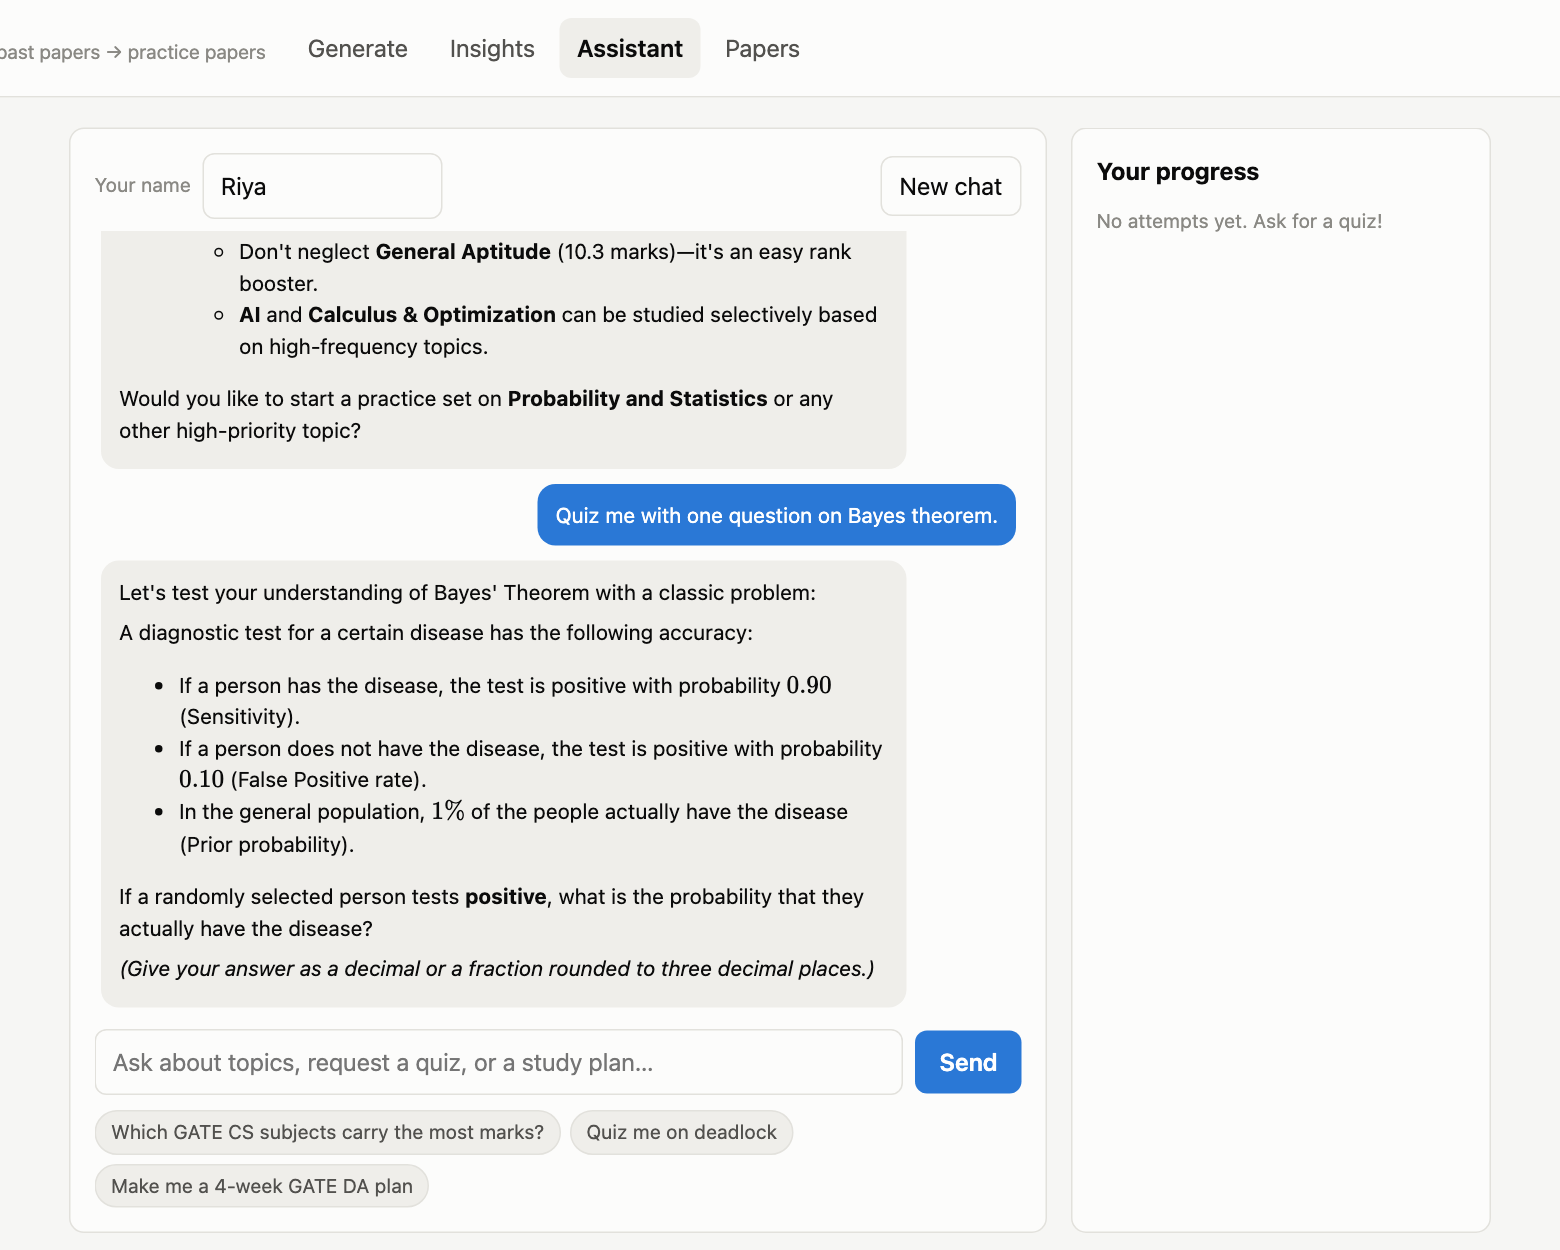 past papers → practice papers
Generate
Insights
Assistant
Papers
Your name
Riya
New chat
Don't neglect General Aptitude (10.3 marks)—it's an easy rank
booster.
AI and Calculus & Optimization can be studied selectively based
on high-frequency topics.
Would you like to start a practice set on Probability and Statistics or any
other high-priority topic?
Quiz me with one question on Bayes theorem.
Let's test your understanding of Bayes' Theorem with a classic problem:
A diagnostic test for a certain disease has the following accuracy:
If a person has the disease, the test is positive with probability 0.90
(Sensitivity).
If a person does not have the disease, the test is positive with probability
0.10 (False Positive rate).
In the general population, 1% of the people actually have the disease
(Prior probability).
If a randomly selected person tests positive, what is the probability that they
actually have the disease?
(Give your answer as a decimal or a fraction rounded to three decimal places.)
Ask about topics, request a quiz, or a study plan...
Send
Which GATE CS subjects carry the most marks?
Quiz me on deadlock
Make me a 4-week GATE DA plan
Your progress
No attempts yet. Ask for a quiz!